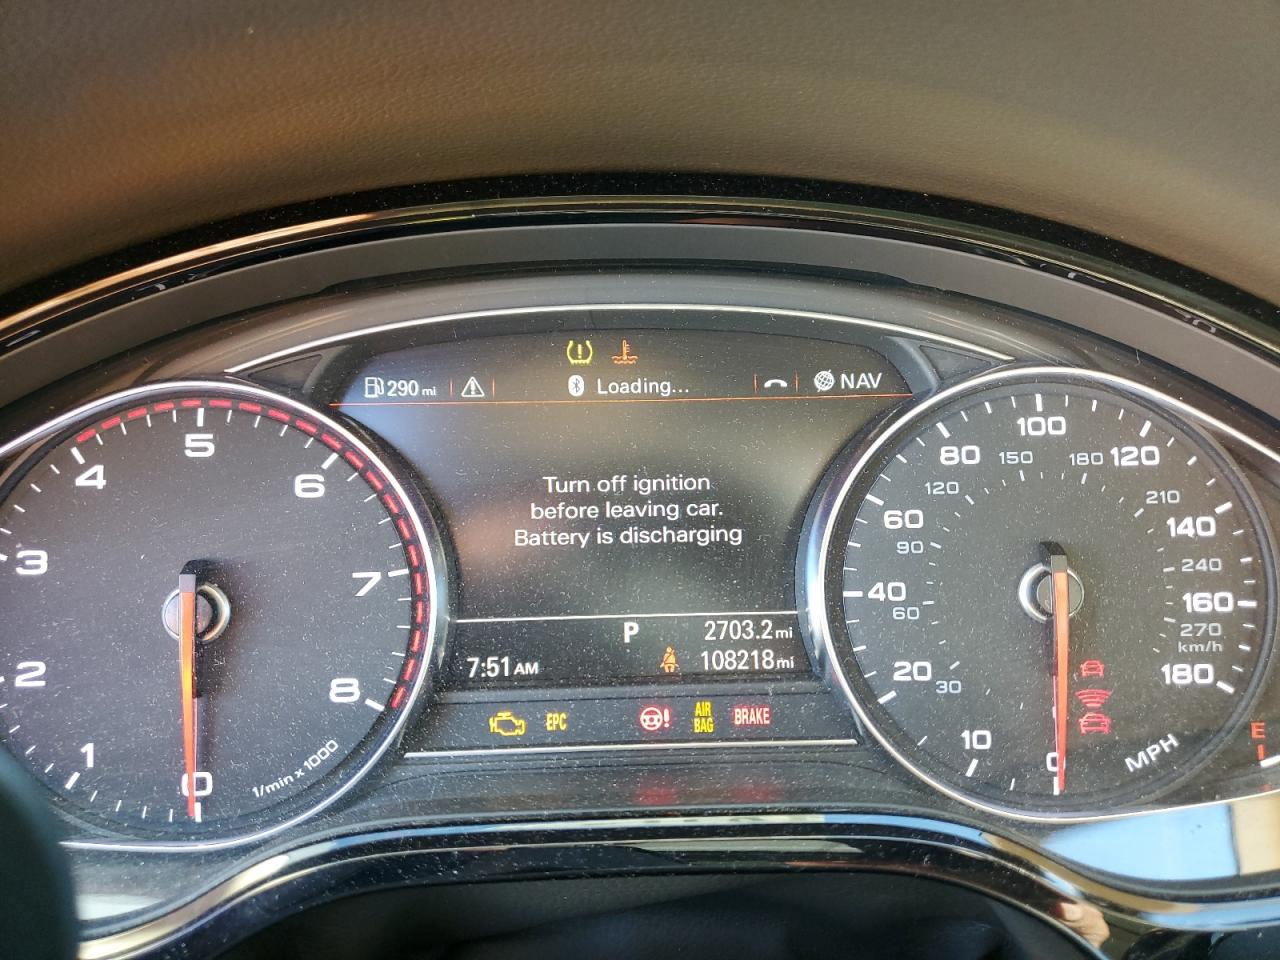 290 mi
Loading...
NAV
Turn off ignition
before leaving car.
Battery is discharging
P
2703.2 mi
7:51 AM
108218 mi
EPC
AIR
BAG
BRAKE
0
1
2
3
4
5
6
7
8
1/min x 1000
0
10
20
40
60
80
100
120
140
160
180
30
60
90
120
150
180
210
240
270
km/h
MPH
E